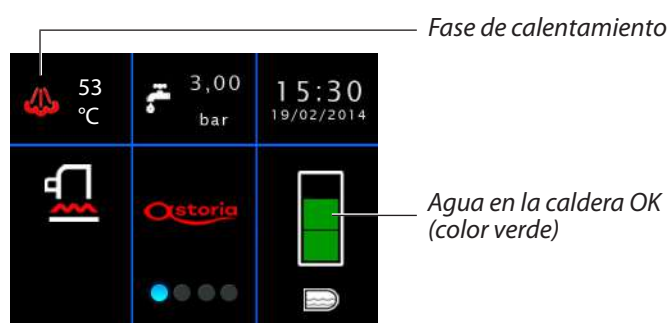 Fase de calentamiento
53
°C
3,00
bar
15:30
19/02/2014
astoria
Agua en la caldera OK
(color verde)